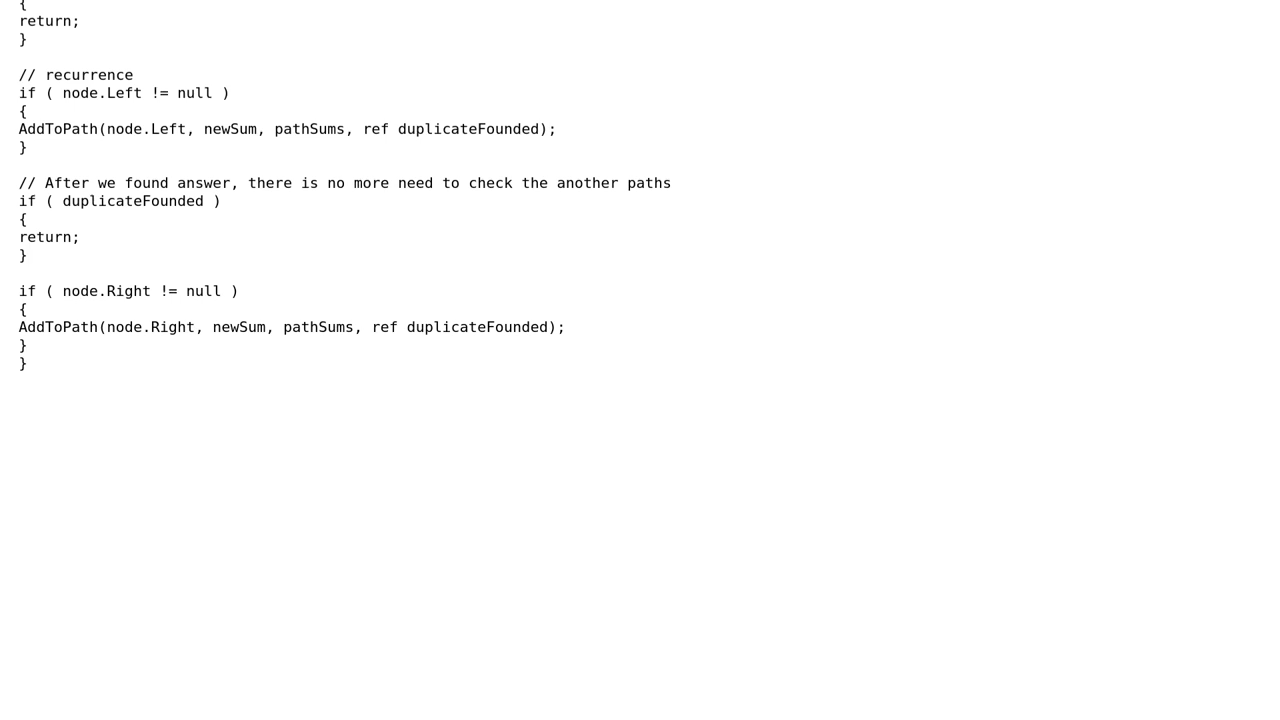 {
return;
}

// recurrence
if ( node.Left != null )
{
AddToPath(node.Left, newSum, pathSums, ref duplicateFounded);
}

// After we found answer, there is no more need to check the another paths
if ( duplicateFounded )
{
return;
}

if ( node.Right != null )
{
AddToPath(node.Right, newSum, pathSums, ref duplicateFounded);
}
}